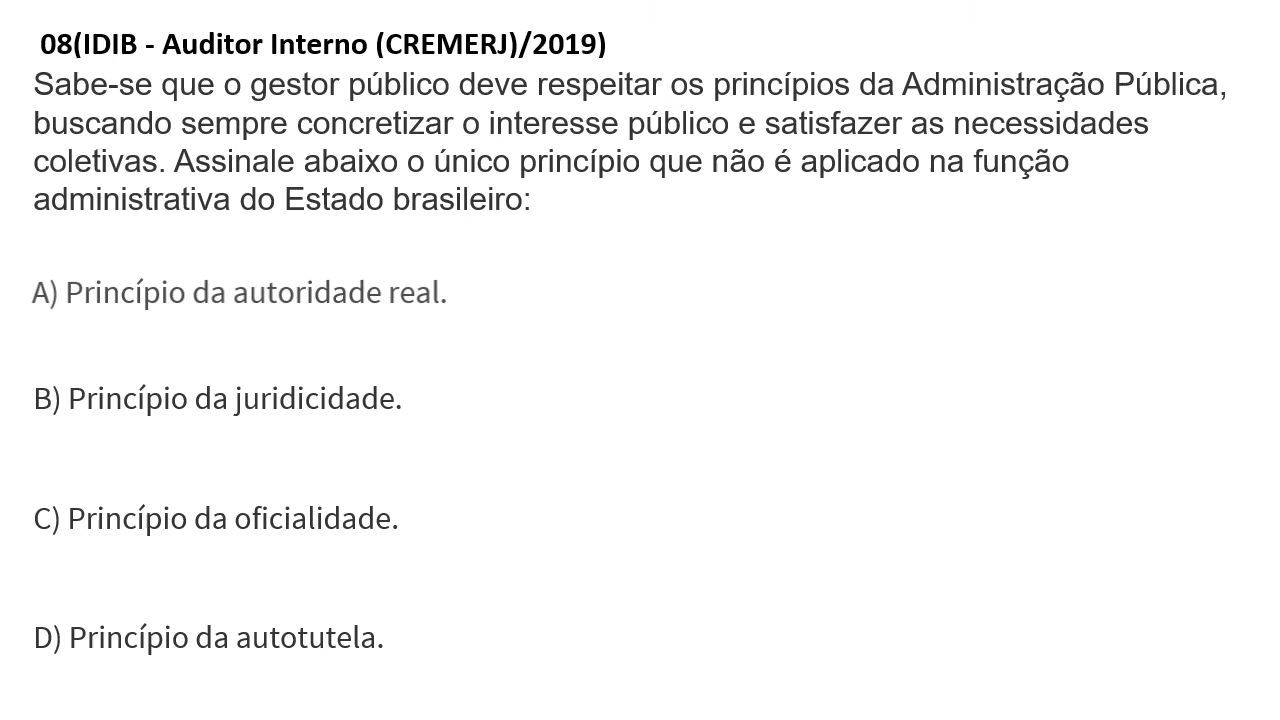 08(IDIB - Auditor Interno (CREMERJ)/2019)
Sabe-se que o gestor público deve respeitar os princípios da Administração Pública,
buscando sempre concretizar o interesse público e satisfazer as necessidades
coletivas. Assinale abaixo o único princípio que não é aplicado na função
administrativa do Estado brasileiro:
A) Princípio da autoridade real.
B) Princípio da juridicidade.
C) Princípio da oficialidade.
D) Princípio da autotutela.